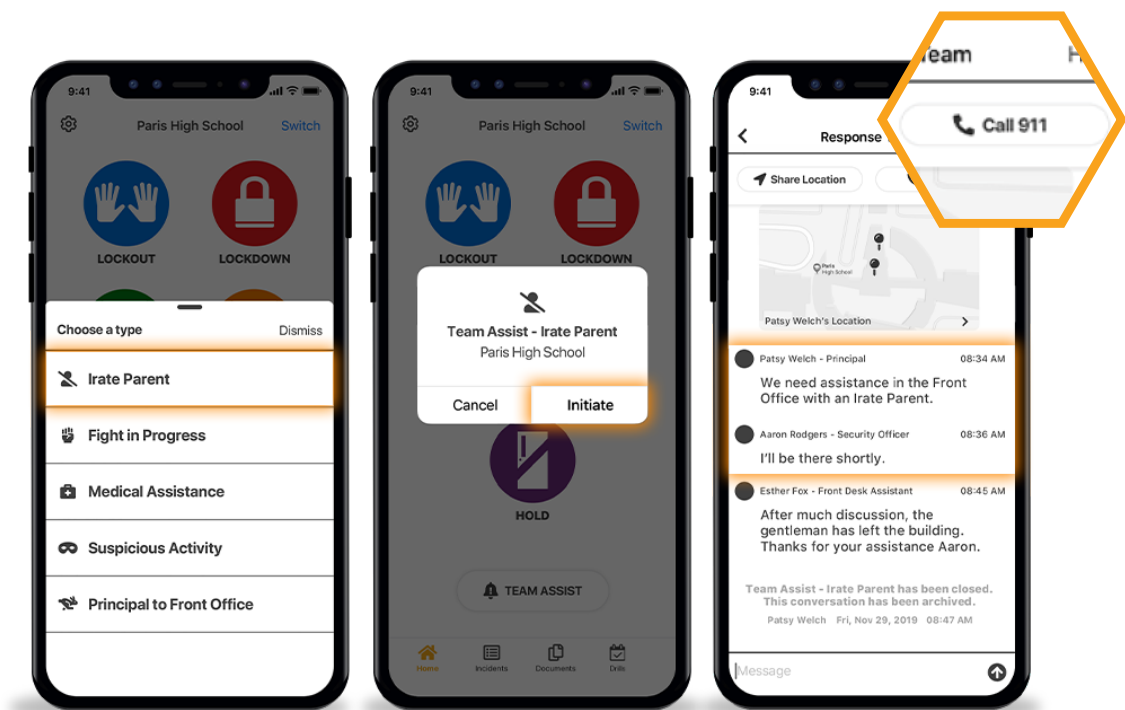 9:41
Paris High School
Switch
LOCKOUT
LOCKDOWN
Choose a type
Dismiss
Irate Parent
Fight in Progress
Medical Assistance
Suspicious Activity
Principal to Front Office
9:41
Paris High School
Switch
LOCKOUT
LOCKDOWN
Team Assist - Irate Parent
Paris High School
Cancel
Initiate
HOLD
TEAM ASSIST
Home
Incidents
Documents
Drills
9:41
Response
Share Location
Team
Call 911
Paris
High School
Patsy Welch's Location
Patsy Welch - Principal
08:34 AM
We need assistance in the Front
Office with an Irate Parent.
Aaron Rodgers - Security Officer
08:36 AM
I'll be there shortly.
Esther Fox - Front Desk Assistant
08:45 AM
After much discussion, the
gentleman has left the building.
Thanks for your assistance Aaron.
Team Assist - Irate Parent has been closed.
This conversation has been archived.
Patsy Welch Fri, Nov 29, 2019 08:47 AM
Message